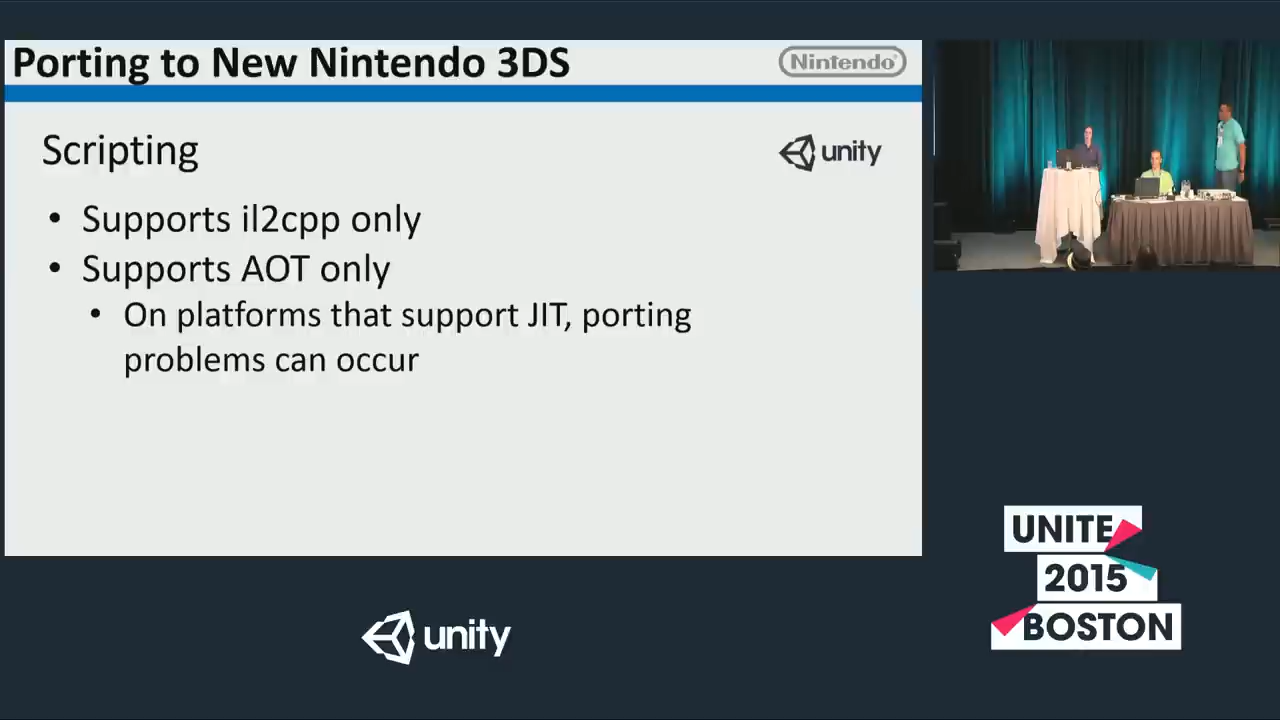 Porting to New Nintendo 3DS
Nintendo
Scripting
unity
• Supports il2cpp only
• Supports AOT only
• On platforms that support JIT, porting
problems can occur
UNITE
2015
BOSTON
unity